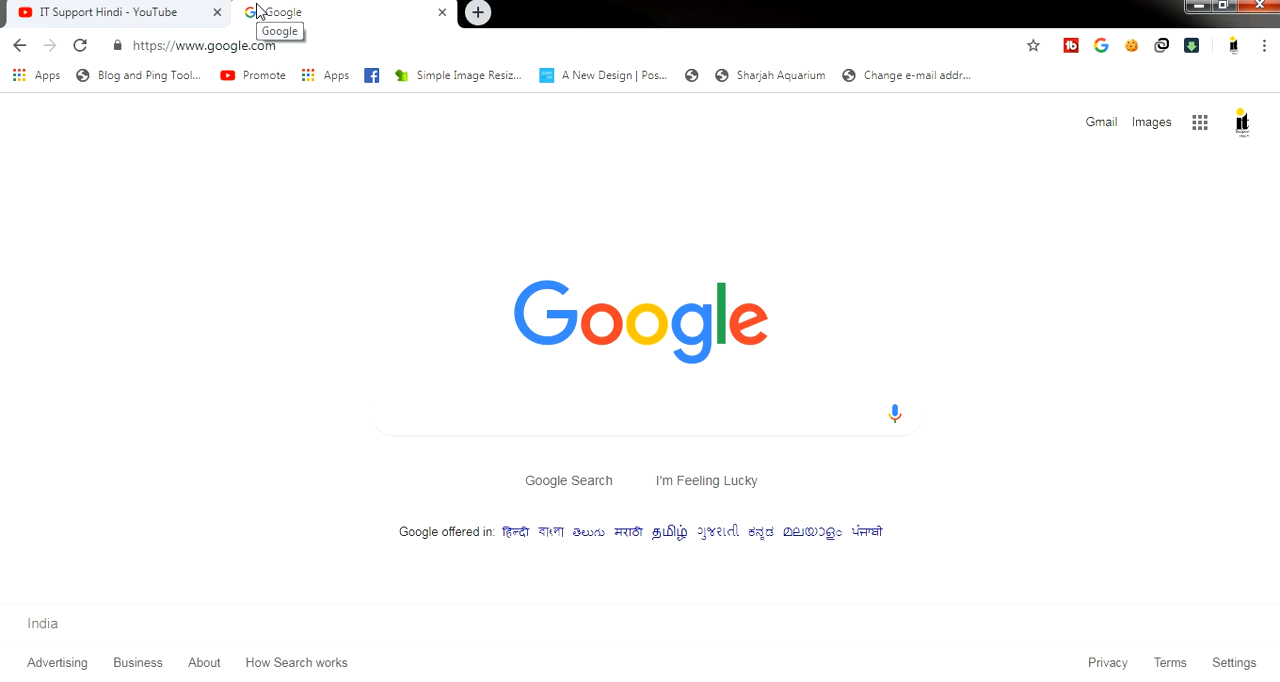 IT Support Hindi - YouTube Google
Google
https://www.google.com
Apps Blog and Ping Tool... Promote Apps Simple Image Resiz... A New Design | Pos... Sharjah Aquarium Change e-mail addr...
Gmail Images
Google
Google Search I'm Feeling Lucky
Google offered in: हिन्दी বাংলা తెలుగు मराठी தமிழ் ગુજરાતી ಕನ್ನಡ മലയാളം ਪੰਜਾਬੀ
India
Advertising Business About How Search works Privacy Terms Settings